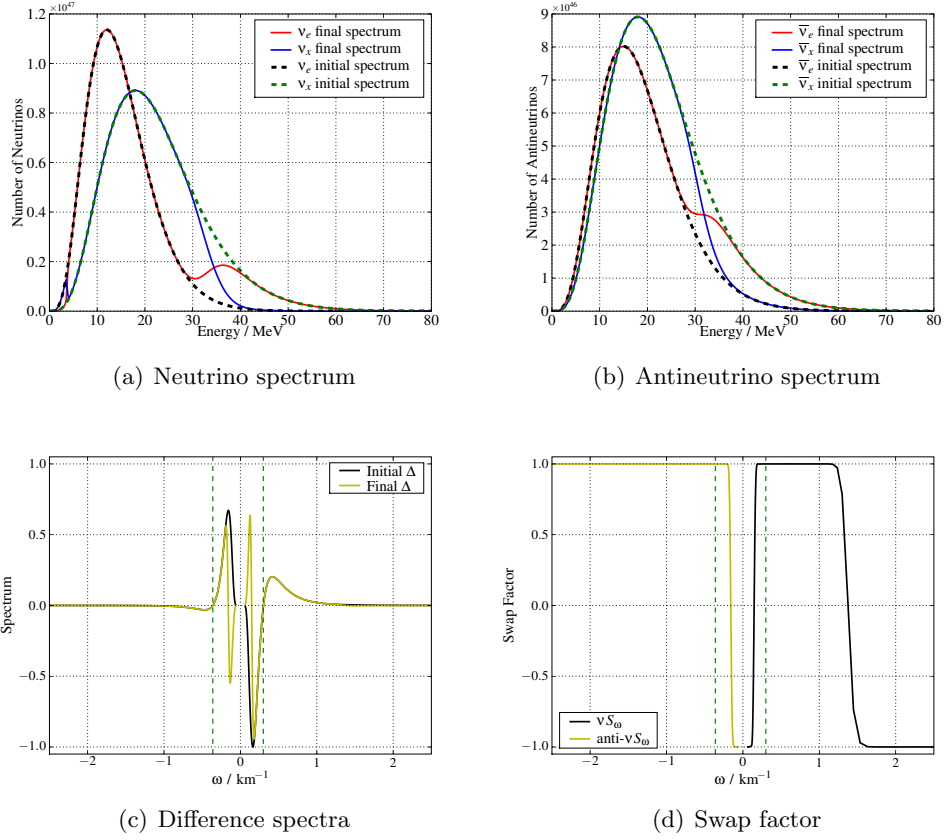 1.2 1e47
1.0
0.8
0.6
0.4
0.2
0.0
Number of Neutrinos
0 10 20 30 40 50 60 70 80
Energy / MeV
νe final spectrum
νx final spectrum
νe initial spectrum
νx initial spectrum
(a) Neutrino spectrum
9 1e46
8
7
6
5
4
3
2
1
0
Number of Antineutrinos
0 10 20 30 40 50 60 70 80
Energy / MeV
ν̅e final spectrum
ν̅x final spectrum
ν̅e initial spectrum
ν̅x initial spectrum
(b) Antineutrino spectrum
1.0
0.5
0.0
−0.5
−1.0
Spectrum
−2 −1 0 1 2
ω / km⁻¹
Initial Δ
Final Δ
(c) Difference spectra
1.0
0.5
0.0
−0.5
−1.0
Swap Factor
−2 −1 0 1 2
ω / km⁻¹
νSω
anti-νSω
(d) Swap factor